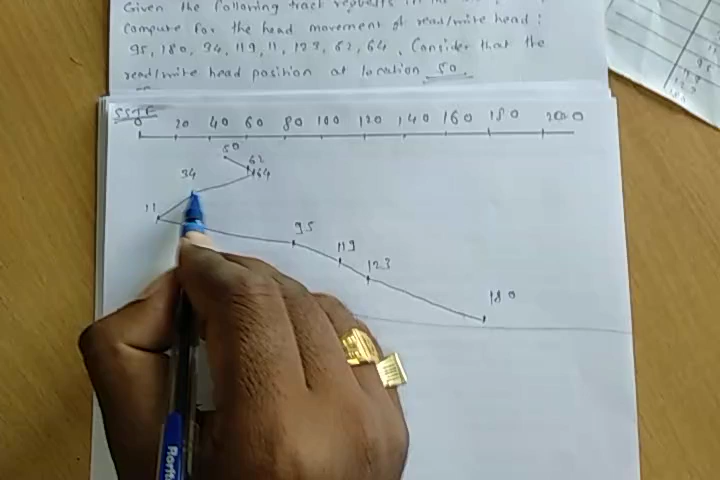 Given the following track requests in the
Compute for the head movement of read/write head:
95, 180, 34, 119, 11, 123, 62, 64. Consider that the
read/write head position at location 50
SSTF
0 20 40 60 80 100 120 140 160 180 200
50
62
64
34
11
95
119
123
180